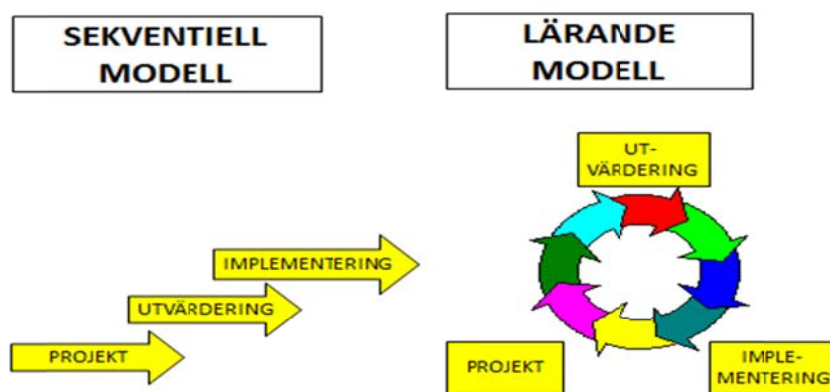 SEKVENTIELL
MODELL
LÄRANDE
MODELL
UT-
VÄRDERING
IMPLEMENTERING
UTVÄRDERING
PROJEKT
PROJEKT
IMPLE-
MENTERING